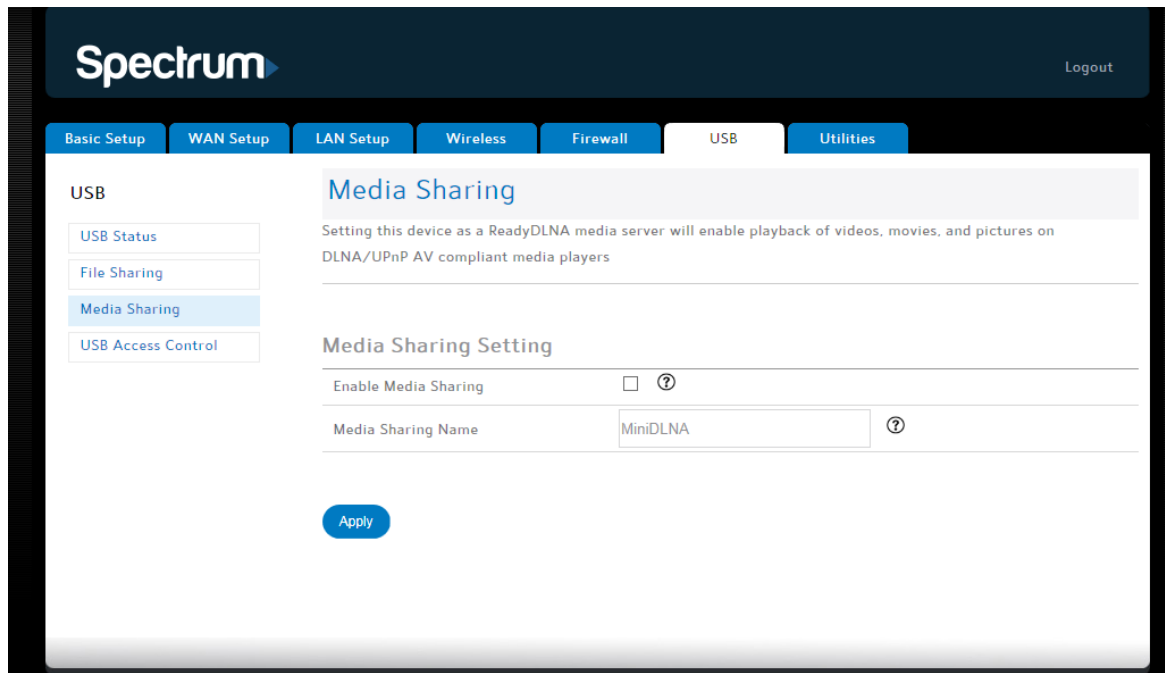 Spectrum
Logout
Basic Setup WAN Setup LAN Setup Wireless Firewall USB Utilities
USB
USB Status
File Sharing
Media Sharing
USB Access Control
Media Sharing
Setting this device as a ReadyDLNA media server will enable playback of videos, movies, and pictures on
DLNA/UPnP AV compliant media players
Media Sharing Setting
Enable Media Sharing ?
Media Sharing Name MiniDLNA ?
Apply